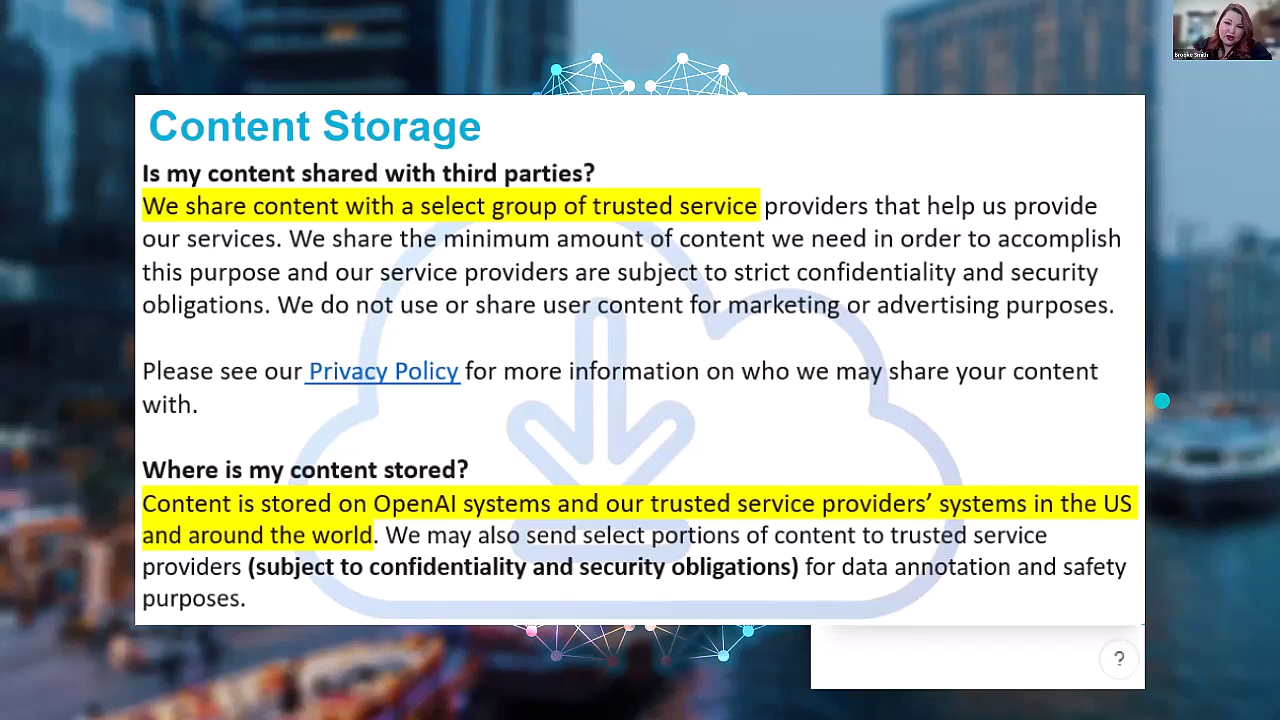 Brooke Smith
Content Storage
Is my content shared with third parties?
We share content with a select group of trusted service providers that help us provide
our services. We share the minimum amount of content we need in order to accomplish
this purpose and our service providers are subject to strict confidentiality and security
obligations. We do not use or share user content for marketing or advertising purposes.
Please see our Privacy Policy for more information on who we may share your content
with.
Where is my content stored?
Content is stored on OpenAI systems and our trusted service providers’ systems in the US
and around the world. We may also send select portions of content to trusted service
providers (subject to confidentiality and security obligations) for data annotation and safety
purposes.
?